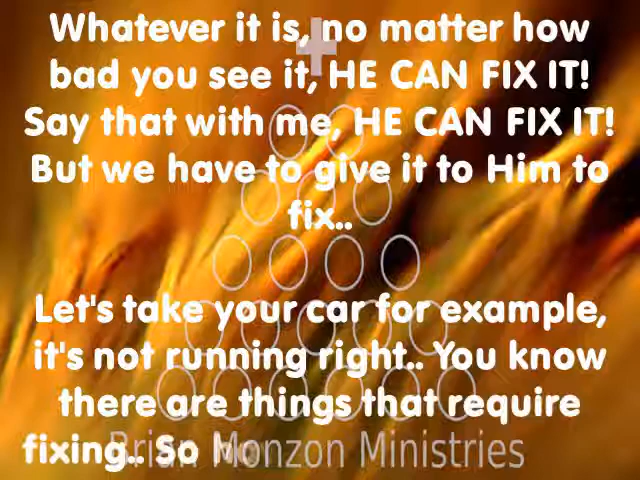 Whatever it is, no matter how
bad you see it, HE CAN FIX IT!
Say that with me, HE CAN FIX IT!
But we have to give it to Him to
fix..
Let's take your car for example,
it's not running right.. You know
there are things that require
fixing.. So
Brian Monzon Ministries